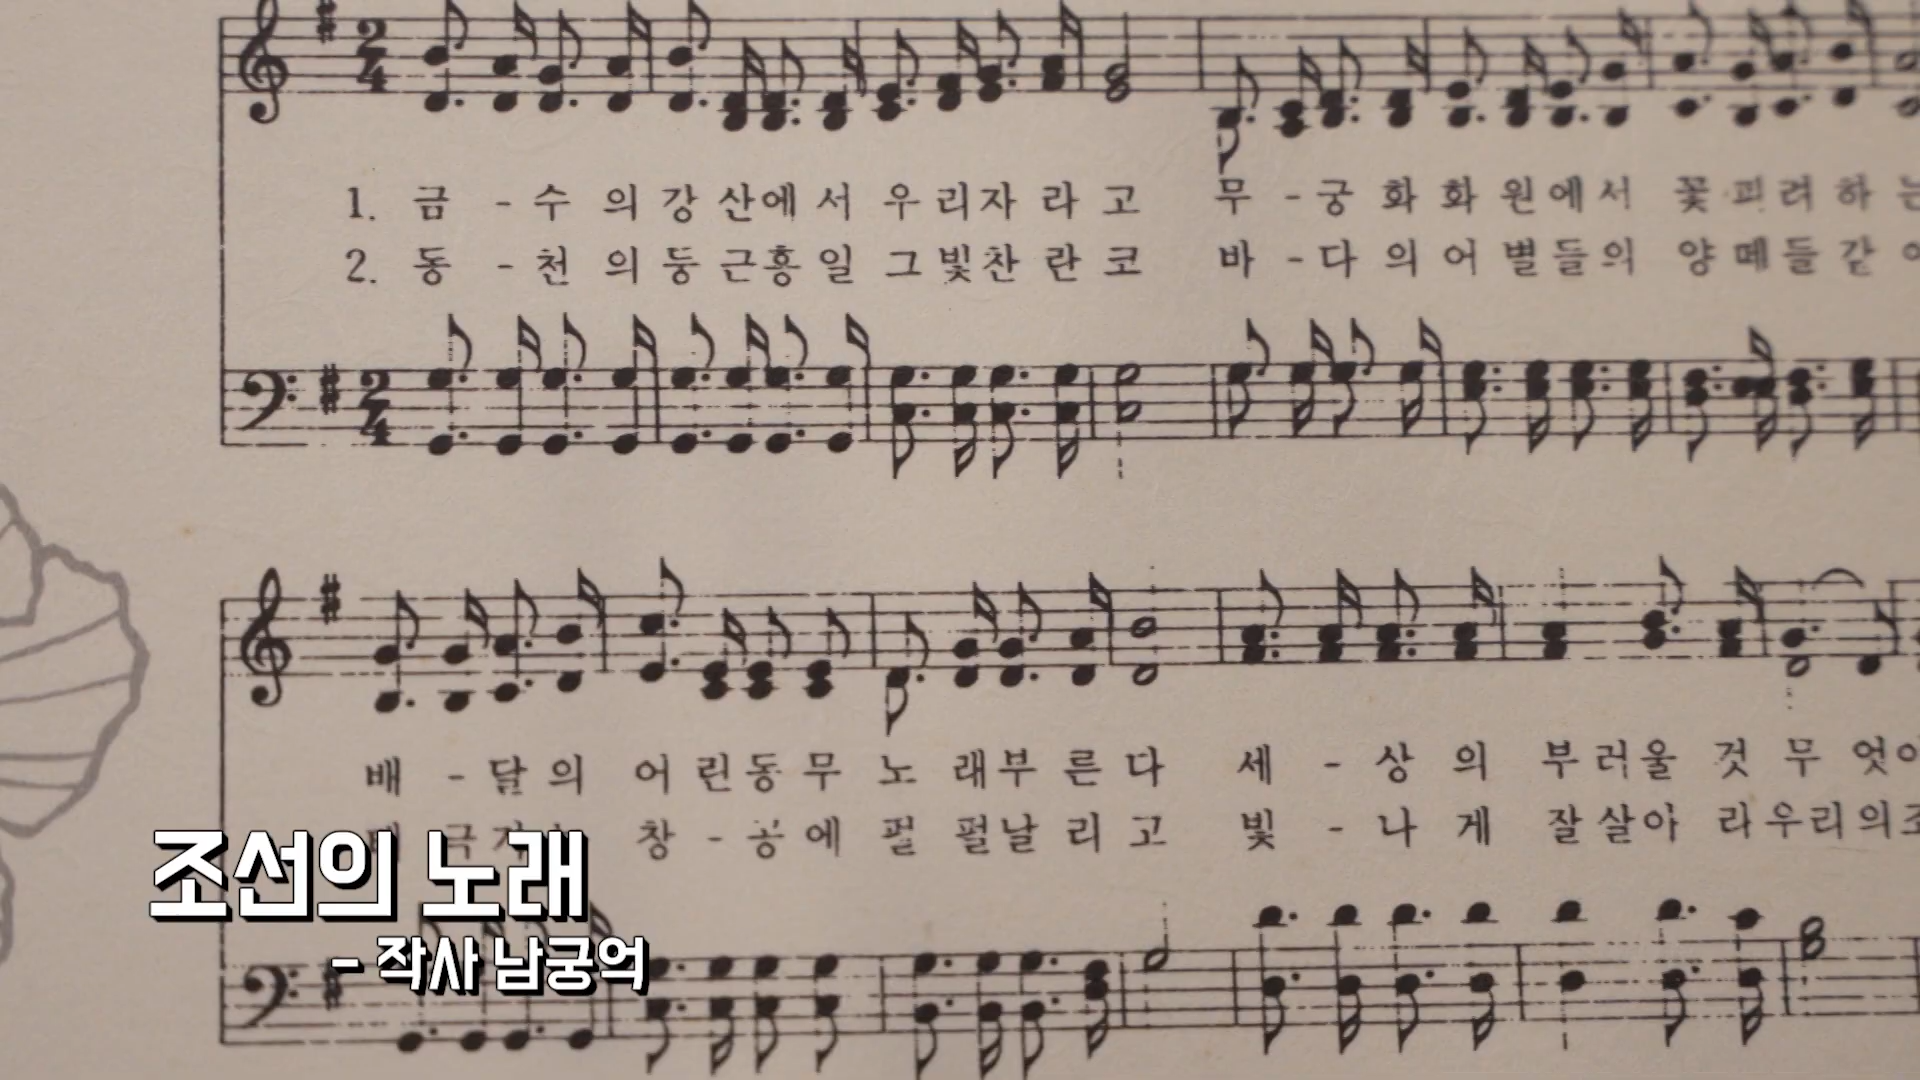 1. 금 - 수 의 강 산에 서 우 리자 라 고 무 - 궁 화 화 원에 서 꽃 피 려 하 는
2. 동 - 천 의 둥 근홍 일 그 빛찬 란 코 바 - 다 의 어 별 들 의 양 떼 들 같
배 - 달 의 어 린동 무 노 래부 른 다 세 - 상 의 부 러울 것 무 엇
창 - 공 에 펄 펄날 리 고 빛 - 나 게 잘 살아 라 우 리 의
조선의 노래
- 작사 남궁억